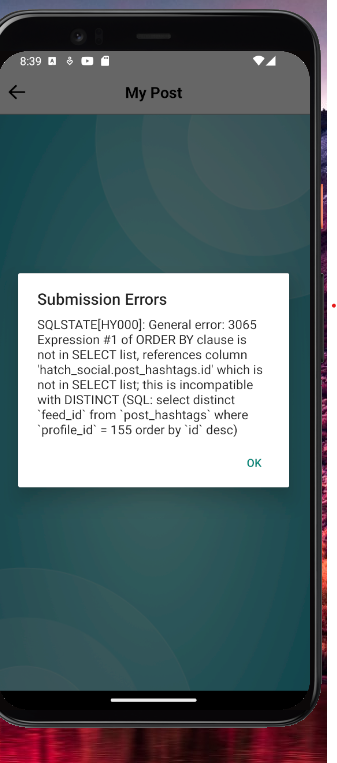 8:39
My Post
Submission Errors
SQLSTATE[HY000]: General error: 3065
Expression #1 of ORDER BY clause is
not in SELECT list, references column
'hatch_social.post_hashtags.id' which is
not in SELECT list; this is incompatible
with DISTINCT (SQL: select distinct
`feed_id` from `post_hashtags` where
`profile_id` = 155 order by `id` desc)
OK